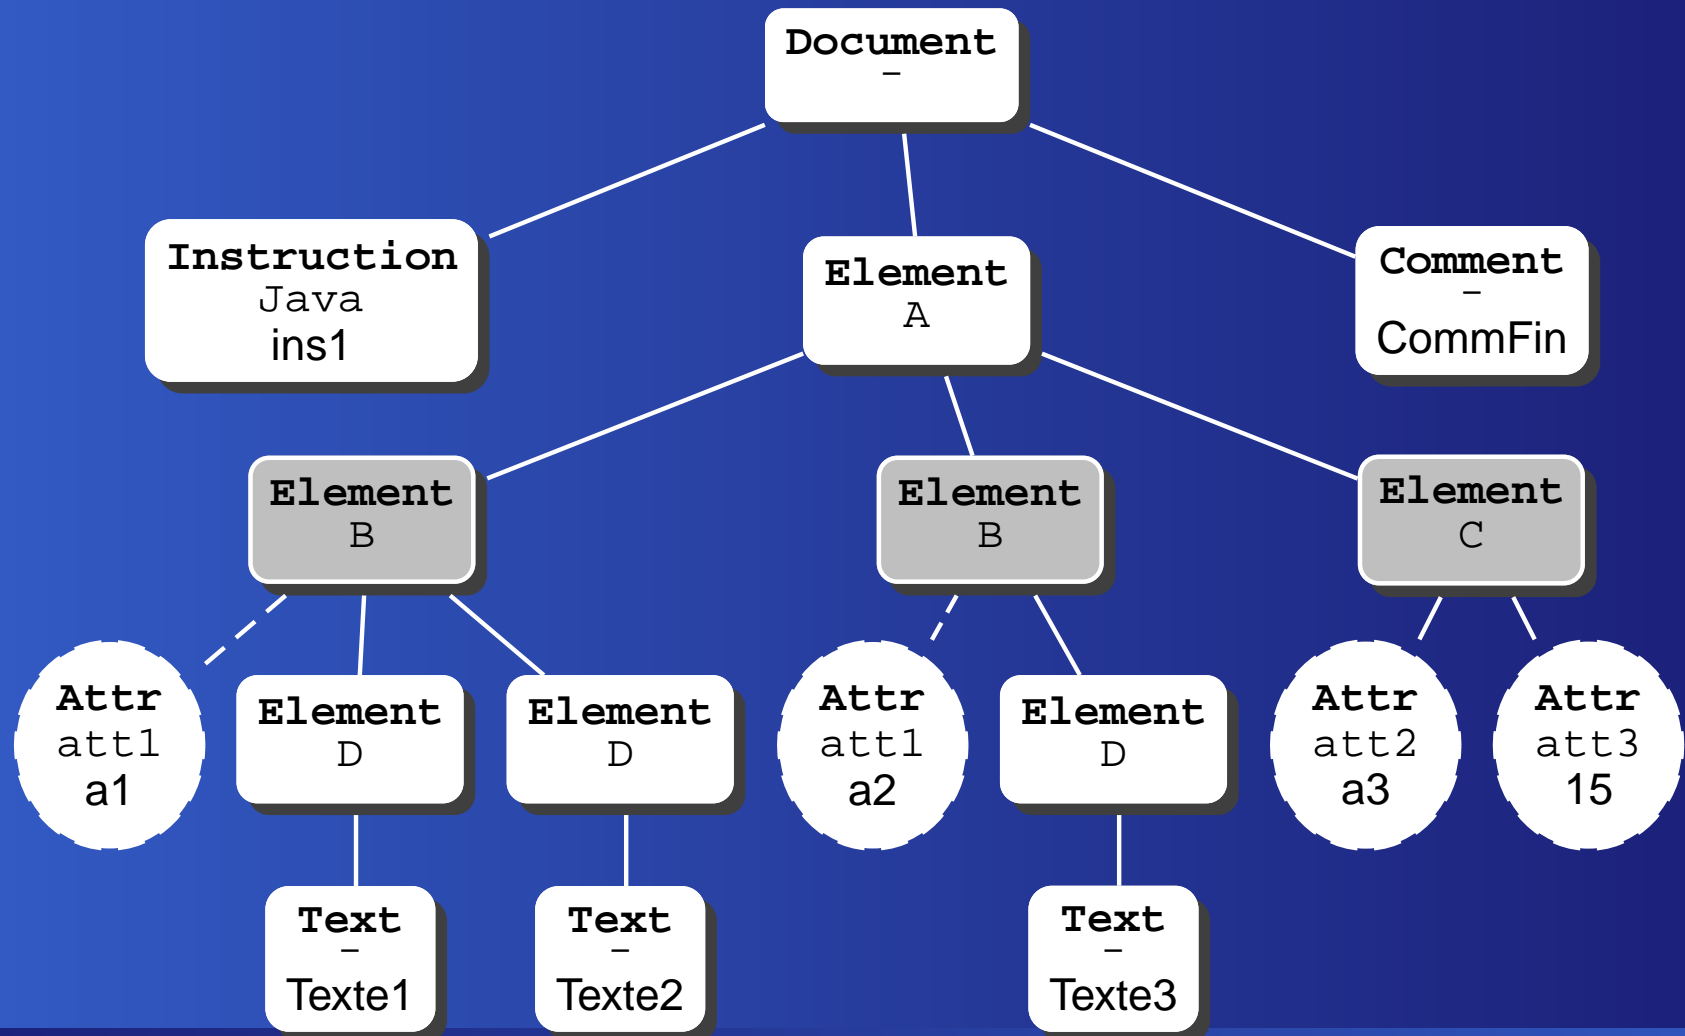 Document
-
Instruction
Java
ins1
Element
A
Comment
-
CommFin
Element
B
Element
B
Element
C
Attr
att1
a1
Element
D
Element
D
Attr
att1
a2
Element
D
Attr
att2
a3
Attr
att3
15
Text
-
Texte1
Text
-
Texte2
Text
-
Texte3